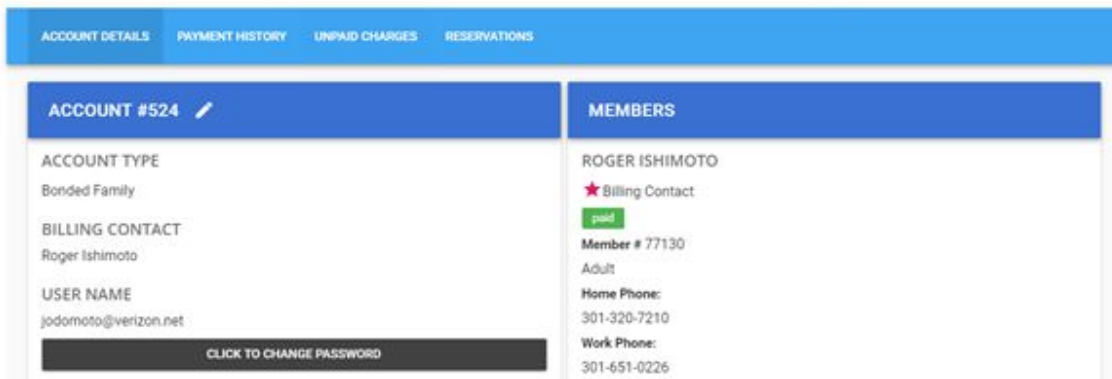 ACCOUNT DETAILS PAYMENT HISTORY UNPAID CHARGES RESERVATIONS
ACCOUNT #524
ACCOUNT TYPE
Bonded Family
BILLING CONTACT
Roger Ishimoto
USER NAME
jodomoto@verizon.net
CLICK TO CHANGE PASSWORD
MEMBERS
ROGER ISHIMOTO
Billing Contact
paid
Member # 77130
Adult
Home Phone:
301-320-7210
Work Phone:
301-651-0226